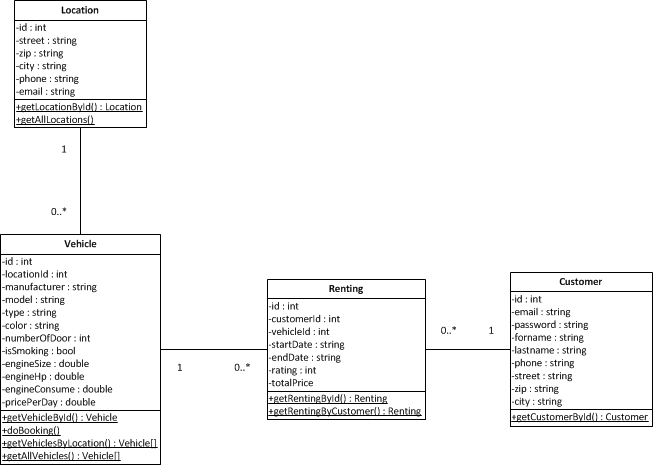 Location
-id : int
-street : string
-zip : string
-city : string
-phone : string
-email : string
+getLocationById() : Location
+getAllLocations()
1
0..*
Vehicle
-id : int
-locationId : int
-manufacturer : string
-model : string
-type : string
-color : string
-numberOfDoor : int
-isSmoking : bool
-engineSize : double
-engineHp : double
-engineConsume : double
-pricePerDay : double
+getVehicleById() : Vehicle
+doBooking()
+getVehiclesByLocation() : Vehicle[]
+getAllVehicles() : Vehicle[]
1
0..*
Renting
-id : int
-customerId : int
-vehicleId : int
-startDate : string
-endDate : string
-rating : int
-totalPrice
+getRentingById() : Renting
+getRentingByCustomer() : Renting
0..*
1
Customer
-id : int
-email : string
-password : string
-forname : string
-lastname : string
-phone : string
-street : string
-zip : string
-city : string
+getCustomerById() : Customer